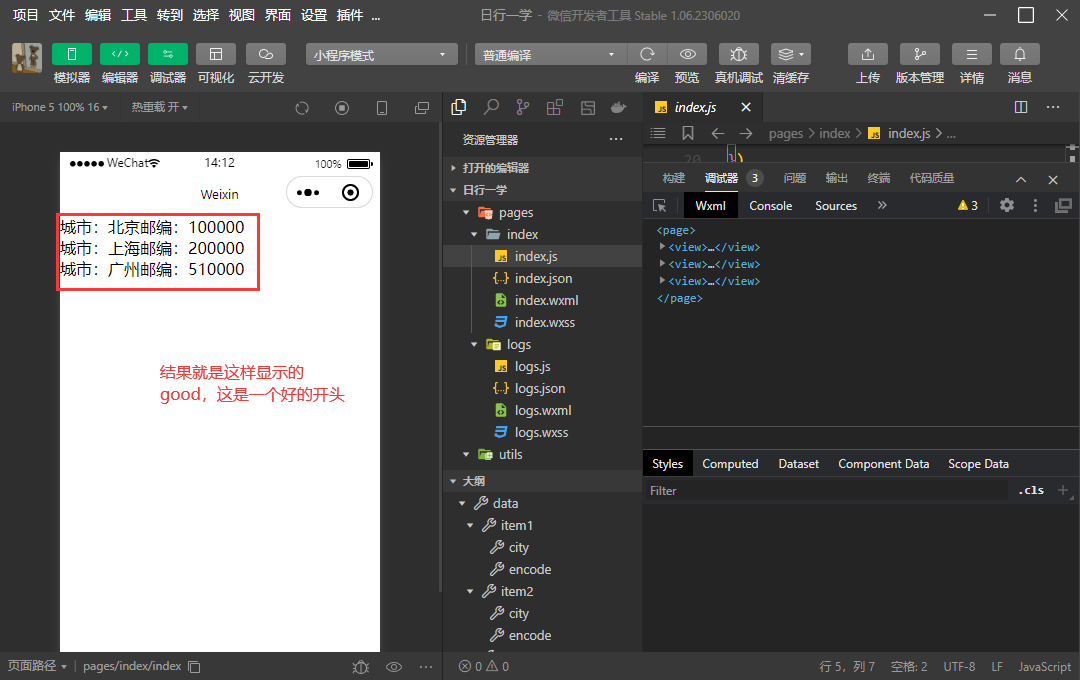 项目 文件 编辑 工具 转到 选择 视图 界面 设置 插件 ... 日行一学 - 微信开发者工具 Stable 1.06.2306020
小程序模式 普通编译
模拟器 编辑器 调试器 可视化 云开发 编译 预览 真机调试 清缓存 上传 版本管理 详情 消息
iPhone 5 100% 16 热重载 开
WeChat 14:12 100%
Weixin
城市：北京邮编：100000
城市：上海邮编：200000
城市：广州邮编：510000
结果就是这样显示的
good，这是一个好的开头
页面路径 pages/index/index
资源管理器 ...
打开的编辑器
日行一学
pages
index
index.js
index.json
index.wxml
index.wxss
logs
logs.js
logs.json
logs.wxml
logs.wxss
utils
大纲
data
item1
city
encode
item2
city
encode
0 0
index.js
pages > index > index.js > ...
20 })
构建 调试器 3 问题 输出 终端 代码质量
Wxml Console Sources » 3
<page>
<view>…</view>
<view>…</view>
<view>…</view>
</page>
Styles Computed Dataset Component Data Scope Data
Filter .cls +
行 5，列 7 空格: 2 UTF-8 LF JavaScript